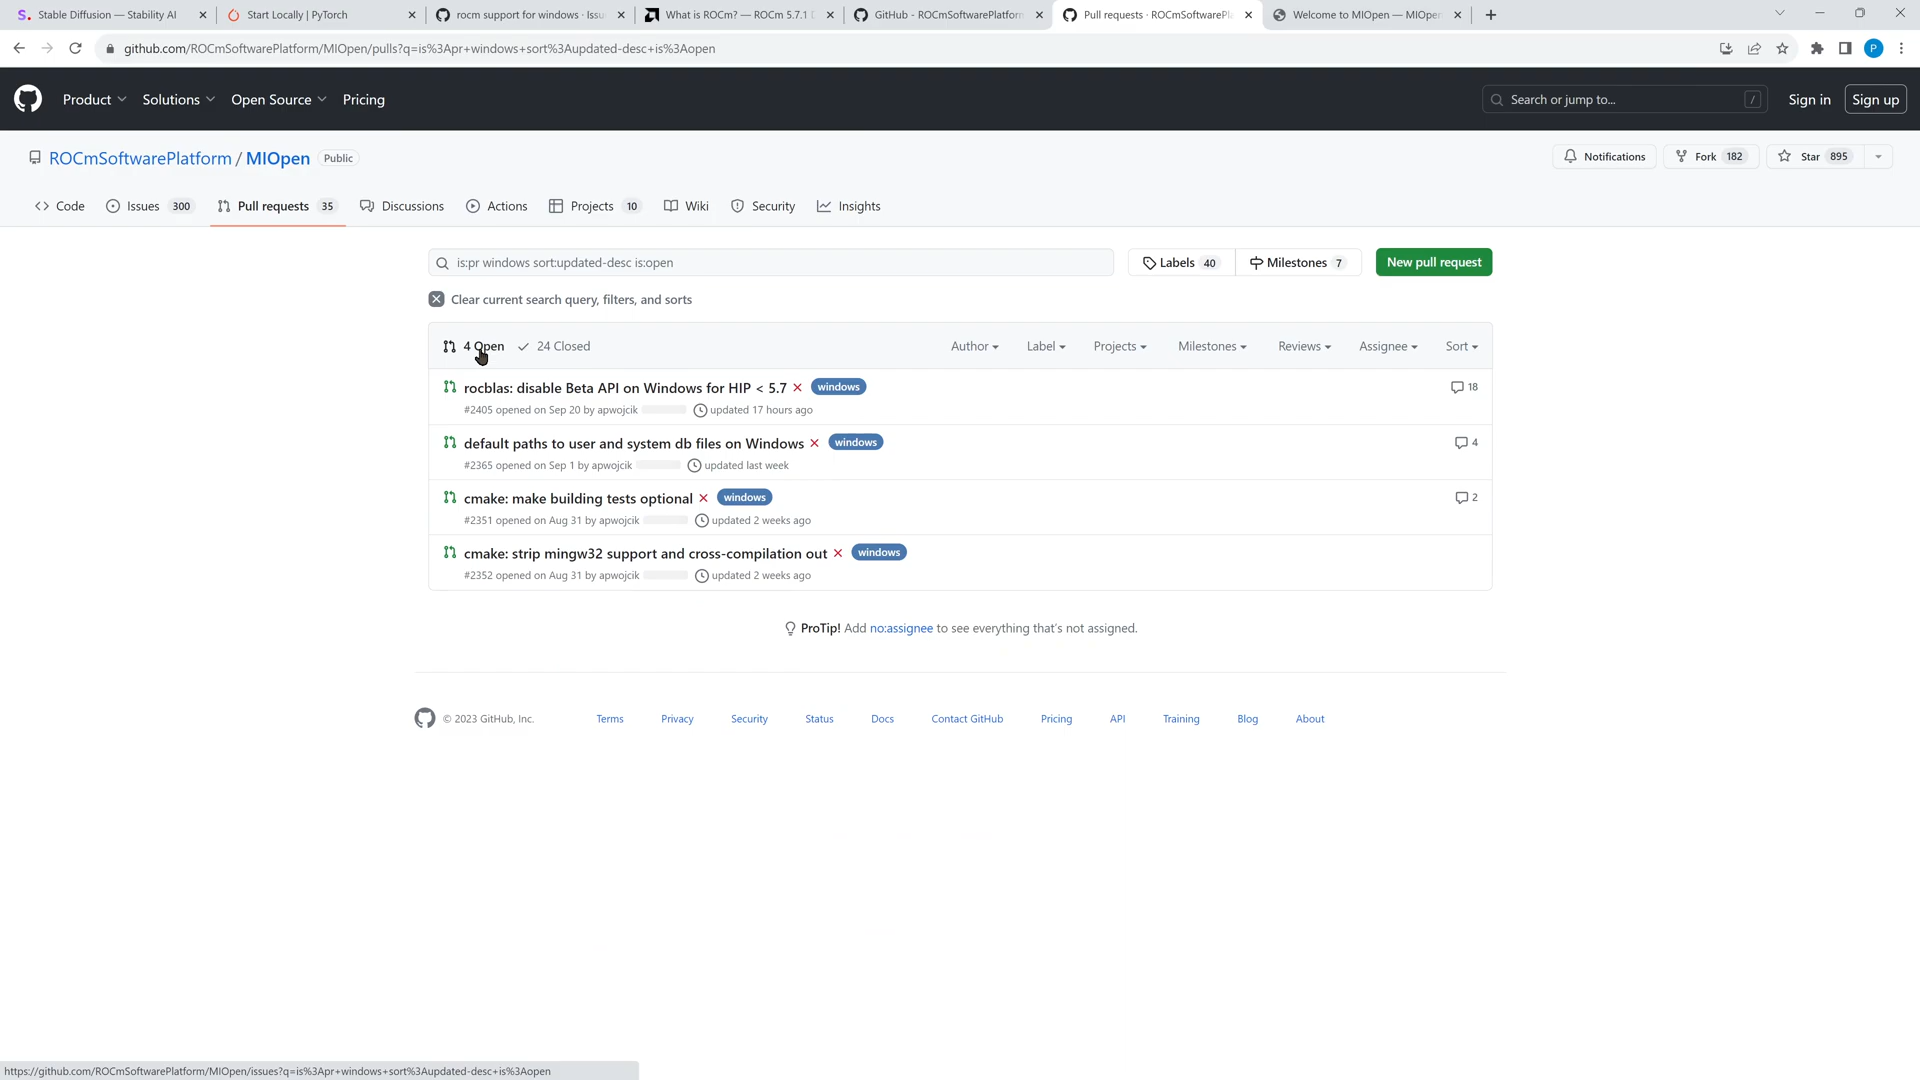 Stable Diffusion — Stability AI
Start Locally | PyTorch
rocm support for windows · Issu
What is ROCm? — ROCm 5.7.1 D
GitHub - ROCmSoftwarePlatform
Pull requests · ROCmSoftwarePla
Welcome to MIOpen — MIOpen
github.com/ROCmSoftwarePlatform/MIOpen/pulls?q=is%3Apr+windows+sort%3Aupdated-desc+is%3Aopen
P
Product Solutions Open Source Pricing
Search or jump to... /
Sign in Sign up
ROCmSoftwarePlatform / MIOpen Public
Notifications Fork 182 Star 895
Code Issues 300 Pull requests 35 Discussions Actions Projects 10 Wiki Security Insights
is:pr windows sort:updated-desc is:open
Labels 40 Milestones 7 New pull request
Clear current search query, filters, and sorts
4 Open 24 Closed Author Label Projects Milestones Reviews Assignee Sort
rocblas: disable Beta API on Windows for HIP < 5.7 windows 18
#2405 opened on Sep 20 by apwojcik updated 17 hours ago
default paths to user and system db files on Windows windows 4
#2365 opened on Sep 1 by apwojcik updated last week
cmake: make building tests optional windows 2
#2351 opened on Aug 31 by apwojcik updated 2 weeks ago
cmake: strip mingw32 support and cross-compilation out windows
#2352 opened on Aug 31 by apwojcik updated 2 weeks ago
ProTip! Add no:assignee to see everything that's not assigned.
© 2023 GitHub, Inc. Terms Privacy Security Status Docs Contact GitHub Pricing API Training Blog About
https://github.com/ROCmSoftwarePlatform/MIOpen/issues?q=is%3Apr+windows+sort%3Aupdated-desc+is%3Aopen